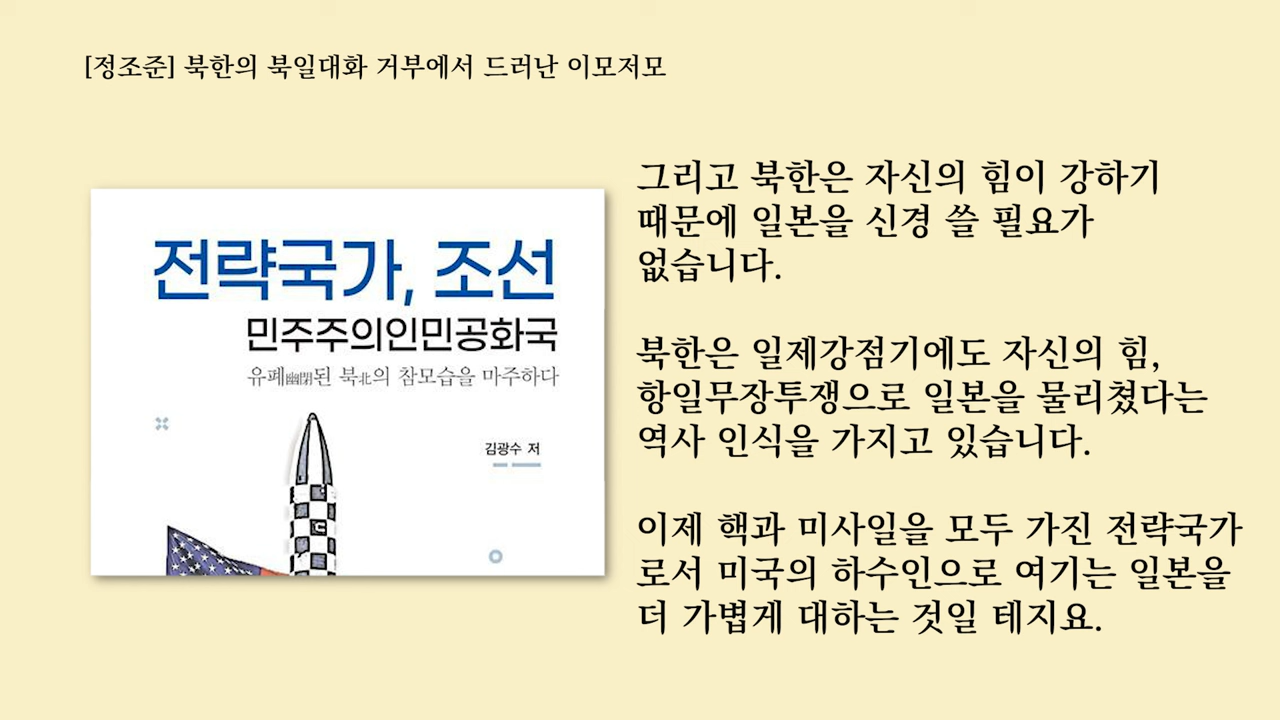 [정조준] 북한의 북일대화 거부에서 드러난 이모저모
전략국가, 조선
민주주의인민공화국
유폐幽閉된 북北의 참모습을 마주하다
김광수 저
그리고 북한은 자신의 힘이 강하기
때문에 일본을 신경 쓸 필요가
없습니다.
북한은 일제강점기에도 자신의 힘,
항일무장투쟁으로 일본을 물리쳤다는
역사 인식을 가지고 있습니다.
이제 핵과 미사일을 모두 가진 전략국가
로서 미국의 하수인으로 여기는 일본을
더 가볍게 대하는 것일 테지요.